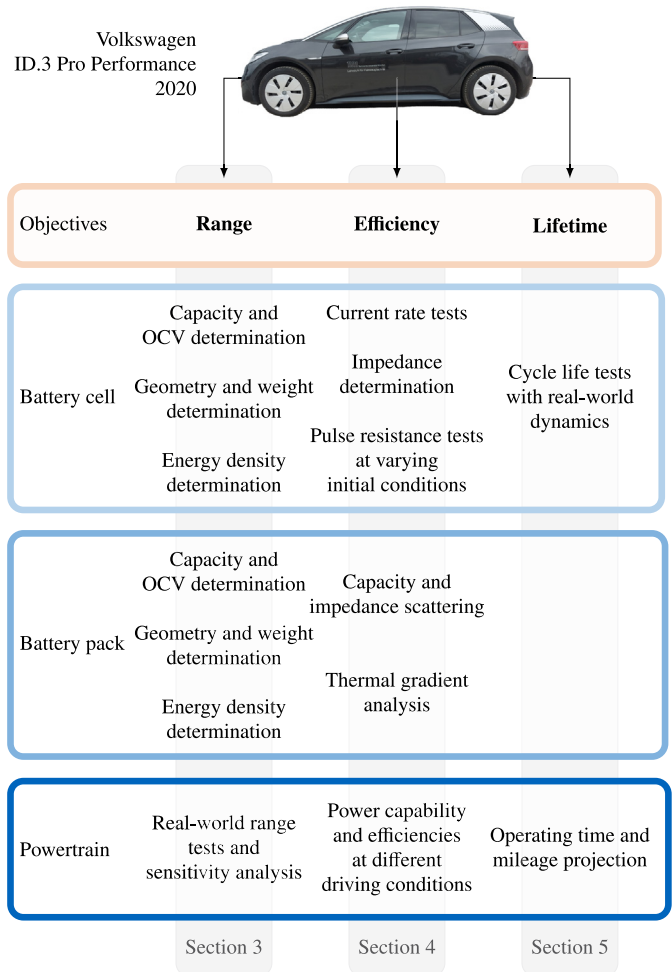 Volkswagen
ID.3 Pro Performance
2020
Objectives
Range
Efficiency
Lifetime
Battery cell
Capacity and
OCV determination
Geometry and weight
determination
Energy density
determination
Current rate tests
Impedance
determination
Pulse resistance tests
at varying
initial conditions
Cycle life tests
with real-world
dynamics
Battery pack
Capacity and
OCV determination
Geometry and weight
determination
Energy density
determination
Capacity and
impedance scattering
Thermal gradient
analysis
Powertrain
Real-world range
tests and
sensitivity analysis
Power capability
and efficiencies
at different
driving conditions
Operating time and
mileage projection
Section 3
Section 4
Section 5